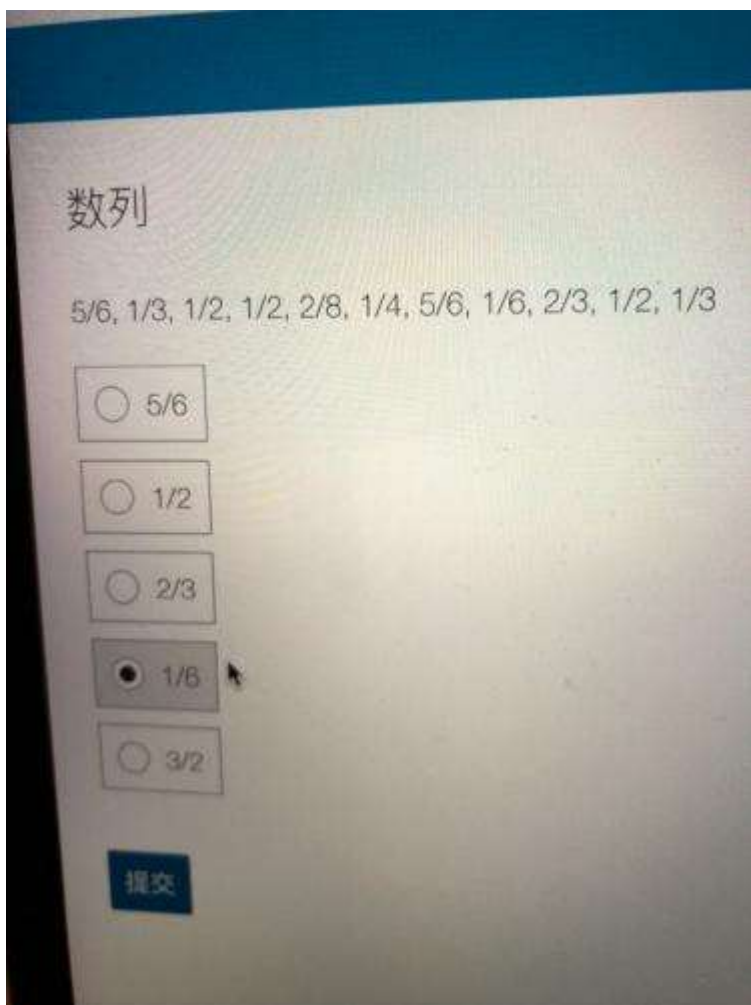 数列
5/6, 1/3, 1/2, 1/2, 2/8, 1/4, 5/6, 1/6, 2/3, 1/2, 1/3
5/6
1/2
2/3
1/6
3/2
提交